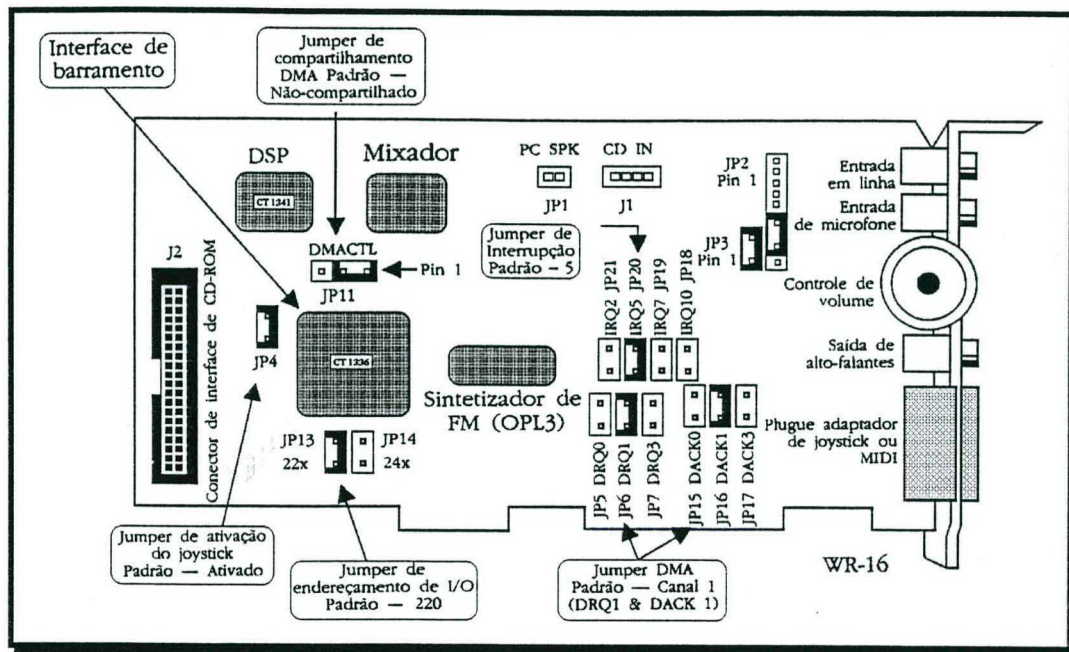 Interface de
barramento
Jumper de
compartilhamento
DMA Padrão —
Não-compartilhado
DSP
CT 1341
Mixador
PC SPK
JP1
CD IN
J1
JP2
Pin 1
JP3
Pin 1
Entrada
em linha
Entrada
de microfone
Controle de
volume
Saída de
alto-falantes
Plugue adaptador
de joystick ou
MIDI
J2
Conector de interface de CD-ROM
DMACTL
Pin 1
JP11
JP4
CT 1336
Jumper de
Interrupção
Padrão – 5
IRQ2 JP21
IRQ5 JP20
IRQ7 JP19
IRQ10 JP18
Sintetizador de
FM (OPL3)
JP13
22x
JP14
24x
JP5 DRQ0
JP6 DRQ1
JP7 DRQ3
JP15 DACK0
JP16 DACK1
JP17 DACK3
WR-16
Jumper de ativação
do joystick
Padrão — Ativado
Jumper de
endereçamento de I/O
Padrão — 220
Jumper DMA
Padrão — Canal 1
(DRQ1 & DACK 1)